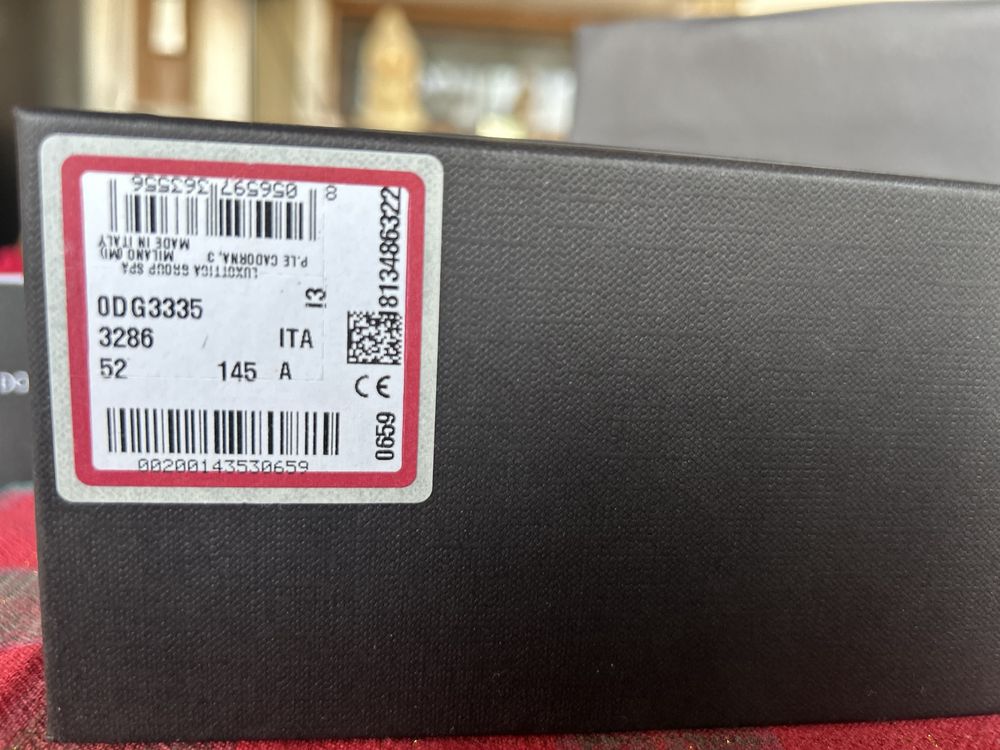 8 056597 363556
LUXOTTICA GROUP SPA
P.LE CADORNA, 3 MILANO (MI)
MADE IN ITALY
0DG3335
I3
3286 ITA
52 145 A
00200143530659
813486322
CE
0659